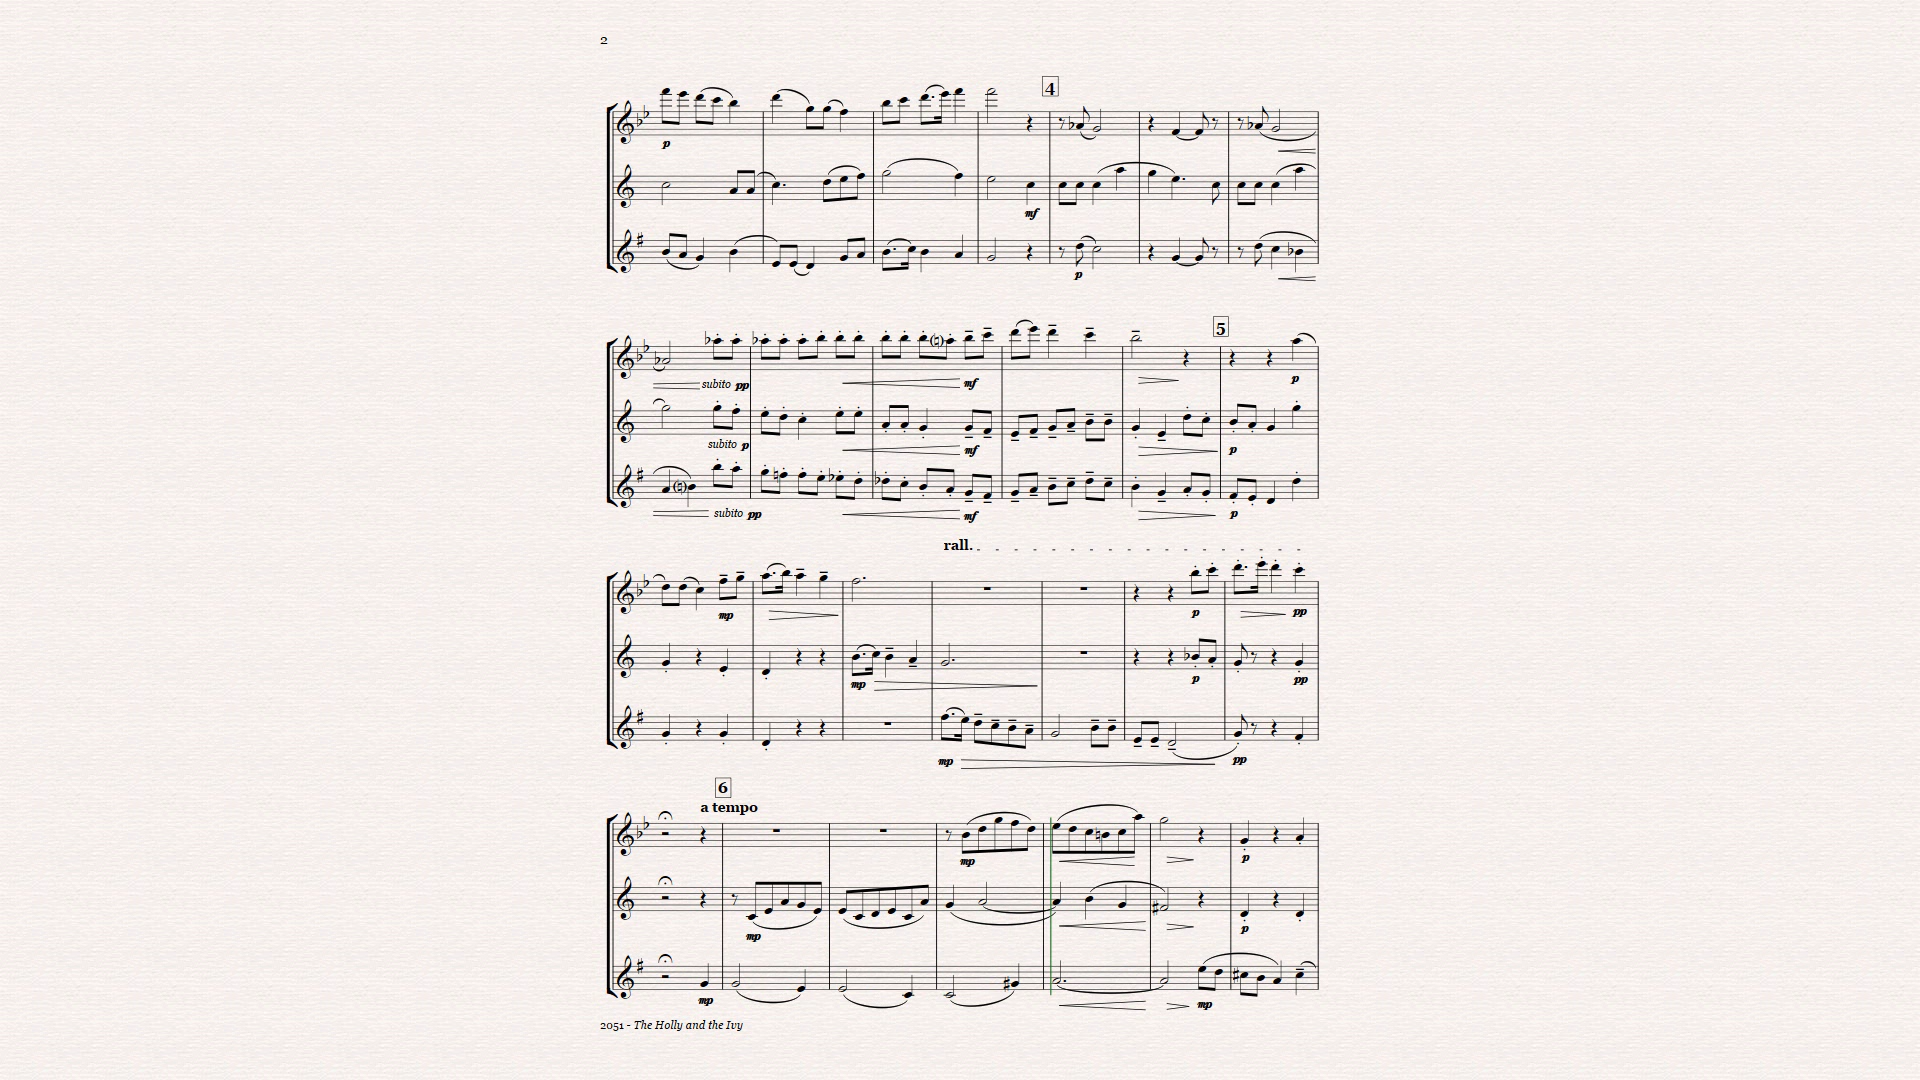 2
4
p
mf
p
5
subito pp
mf
p
subito p
mf
p
subito pp
mf
p
rall.
mp
p
pp
mp
p
pp
mp
pp
6
a tempo
mp
p
mp
p
mp
mp
2051 - The Holly and the Ivy